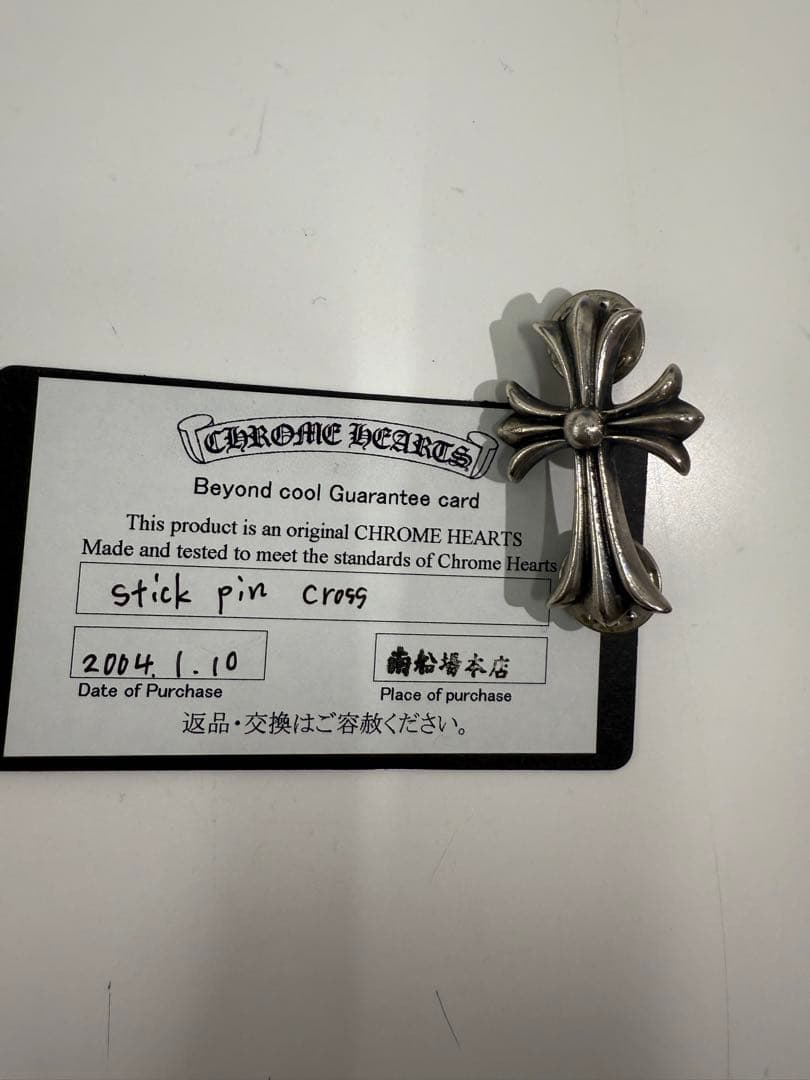 CHROME HEARTS
Beyond cool Guarantee card
This product is an original CHROME HEARTS
Made and tested to meet the standards of Chrome Hearts
stick pin cross
2004.1.10
南船場本店
Date of Purchase
Place of purchase
返品・交換はご容赦ください。